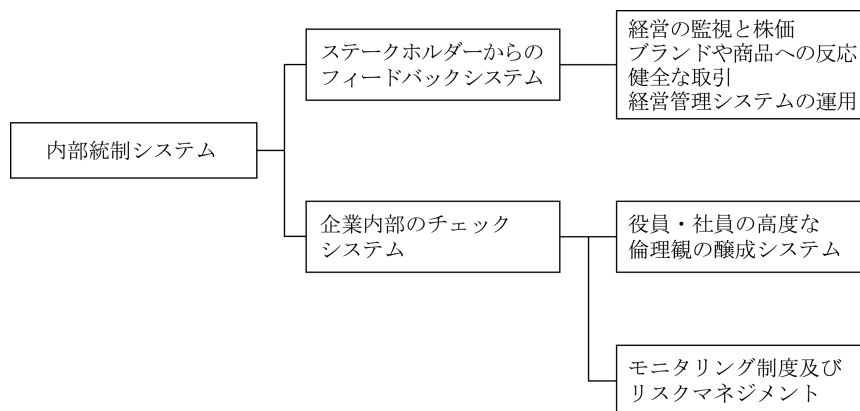 内部統制システム
ステークホルダーからの
フィードバックシステム
経営の監視と株価
ブランドや商品への反応
健全な取引
経営管理システムの運用
企業内部のチェック
システム
役員・社員の高度な
倫理観の醸成システム
モニタリング制度及び
リスクマネジメント